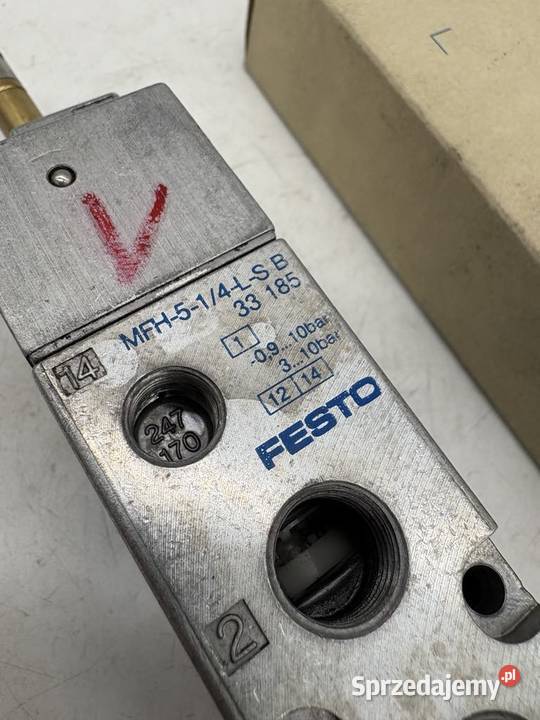 V
MFH-5-1/4-L-S B
33 185
1 -0,9...10bar
3...10bar
12 14
FESTO
14
247
170
2
Sprzedajemy.pl